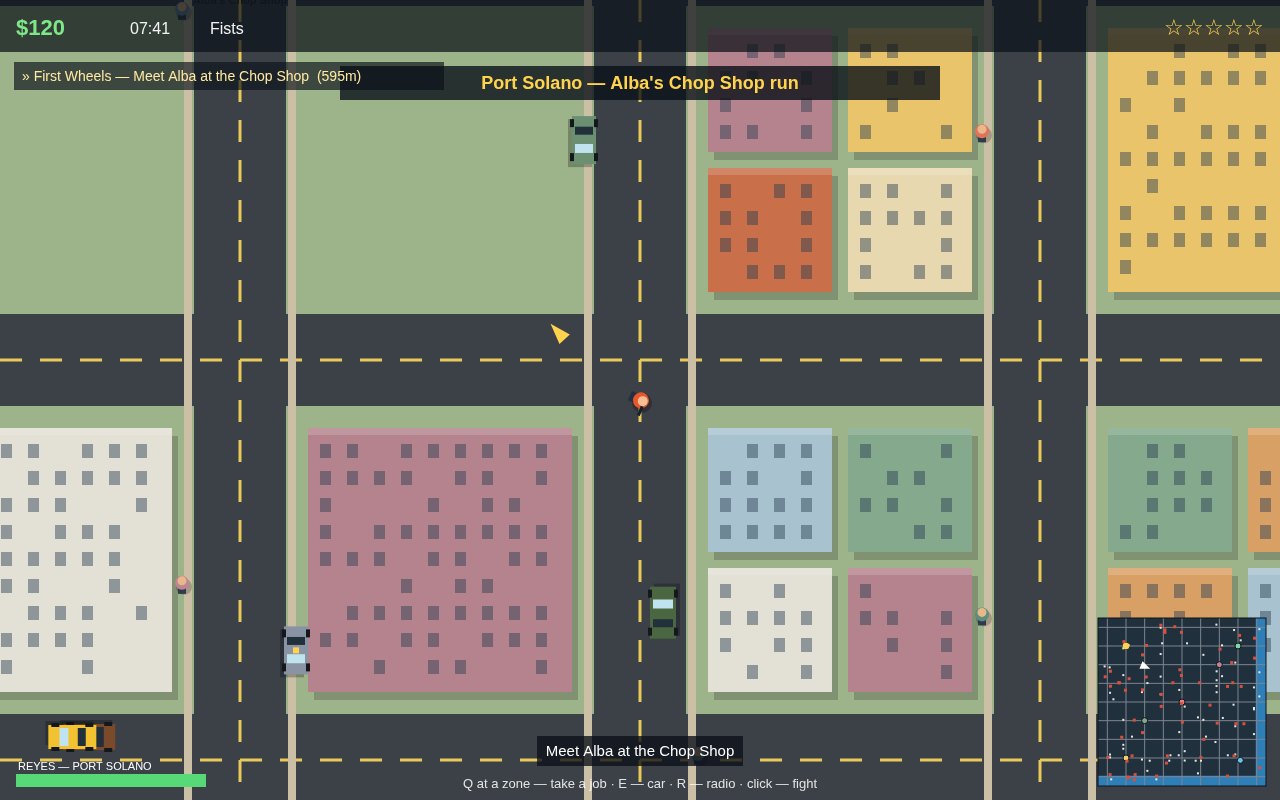 $120
07:41
Fists
☆☆☆☆☆
» First Wheels — Meet Alba at the Chop Shop (595m)
Port Solano — Alba's Chop Shop run
Meet Alba at the Chop Shop
REYES — PORT SOLANO
Q at a zone — take a job · E — car · R — radio · click — fight